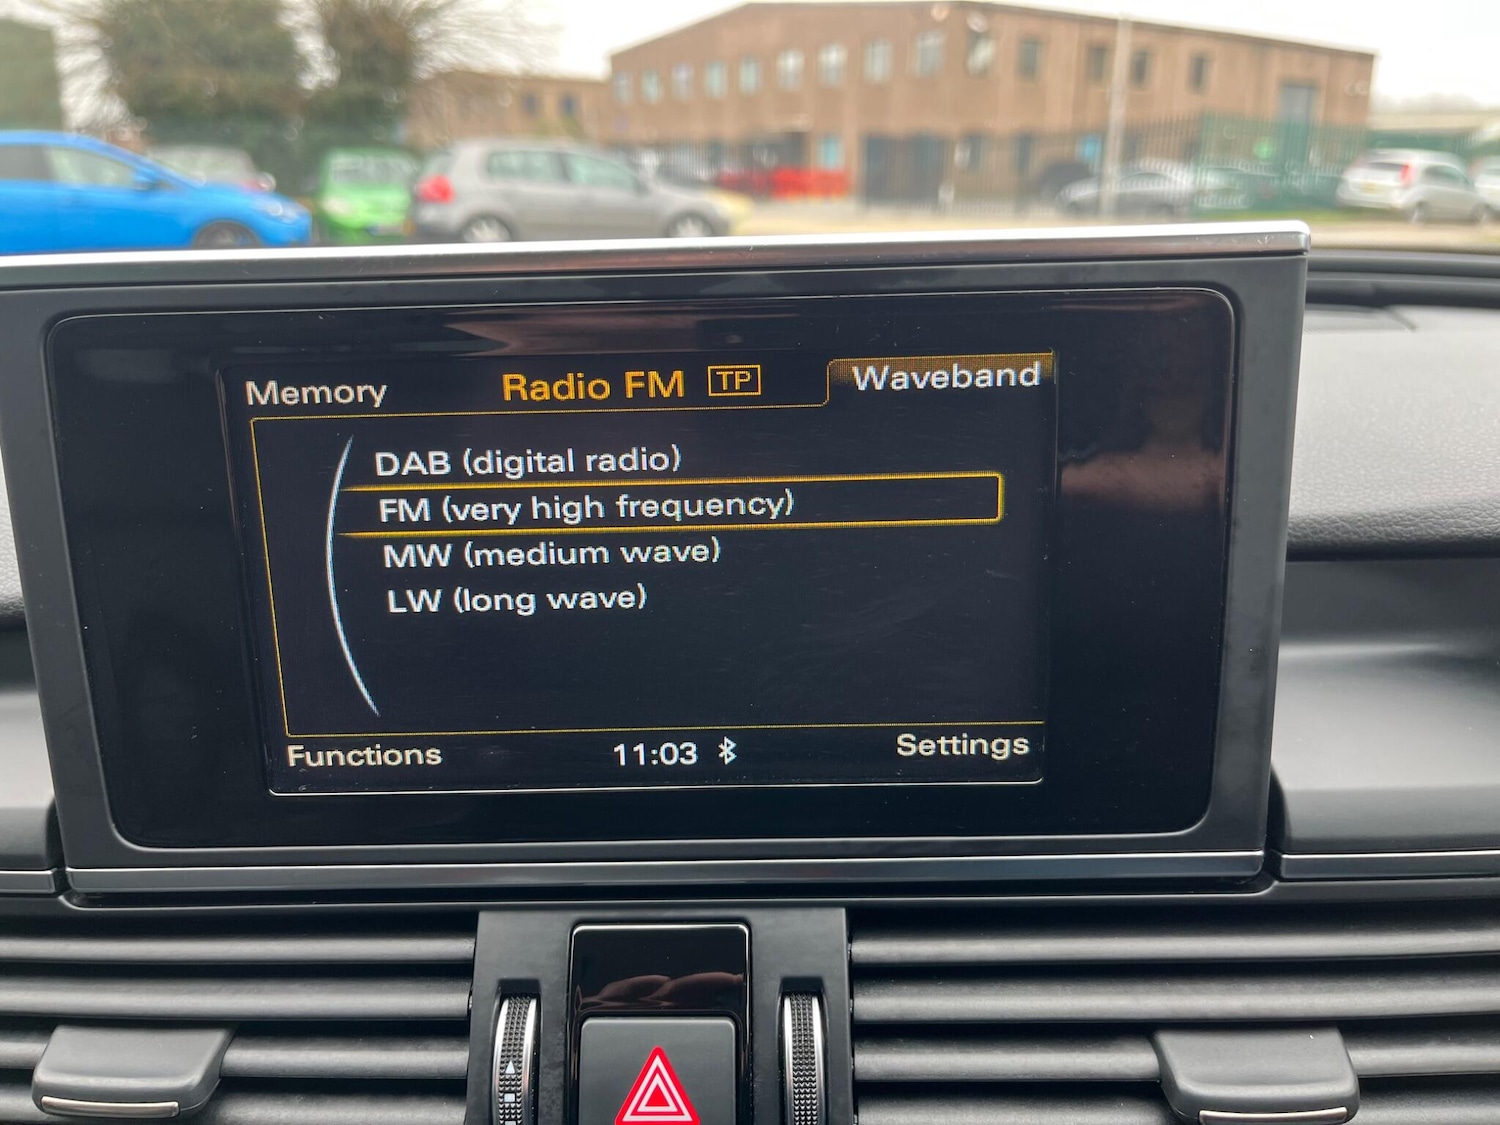 Memory Radio FM TP Waveband
DAB (digital radio)
FM (very high frequency)
MW (medium wave)
LW (long wave)
Functions 11:03 Settings